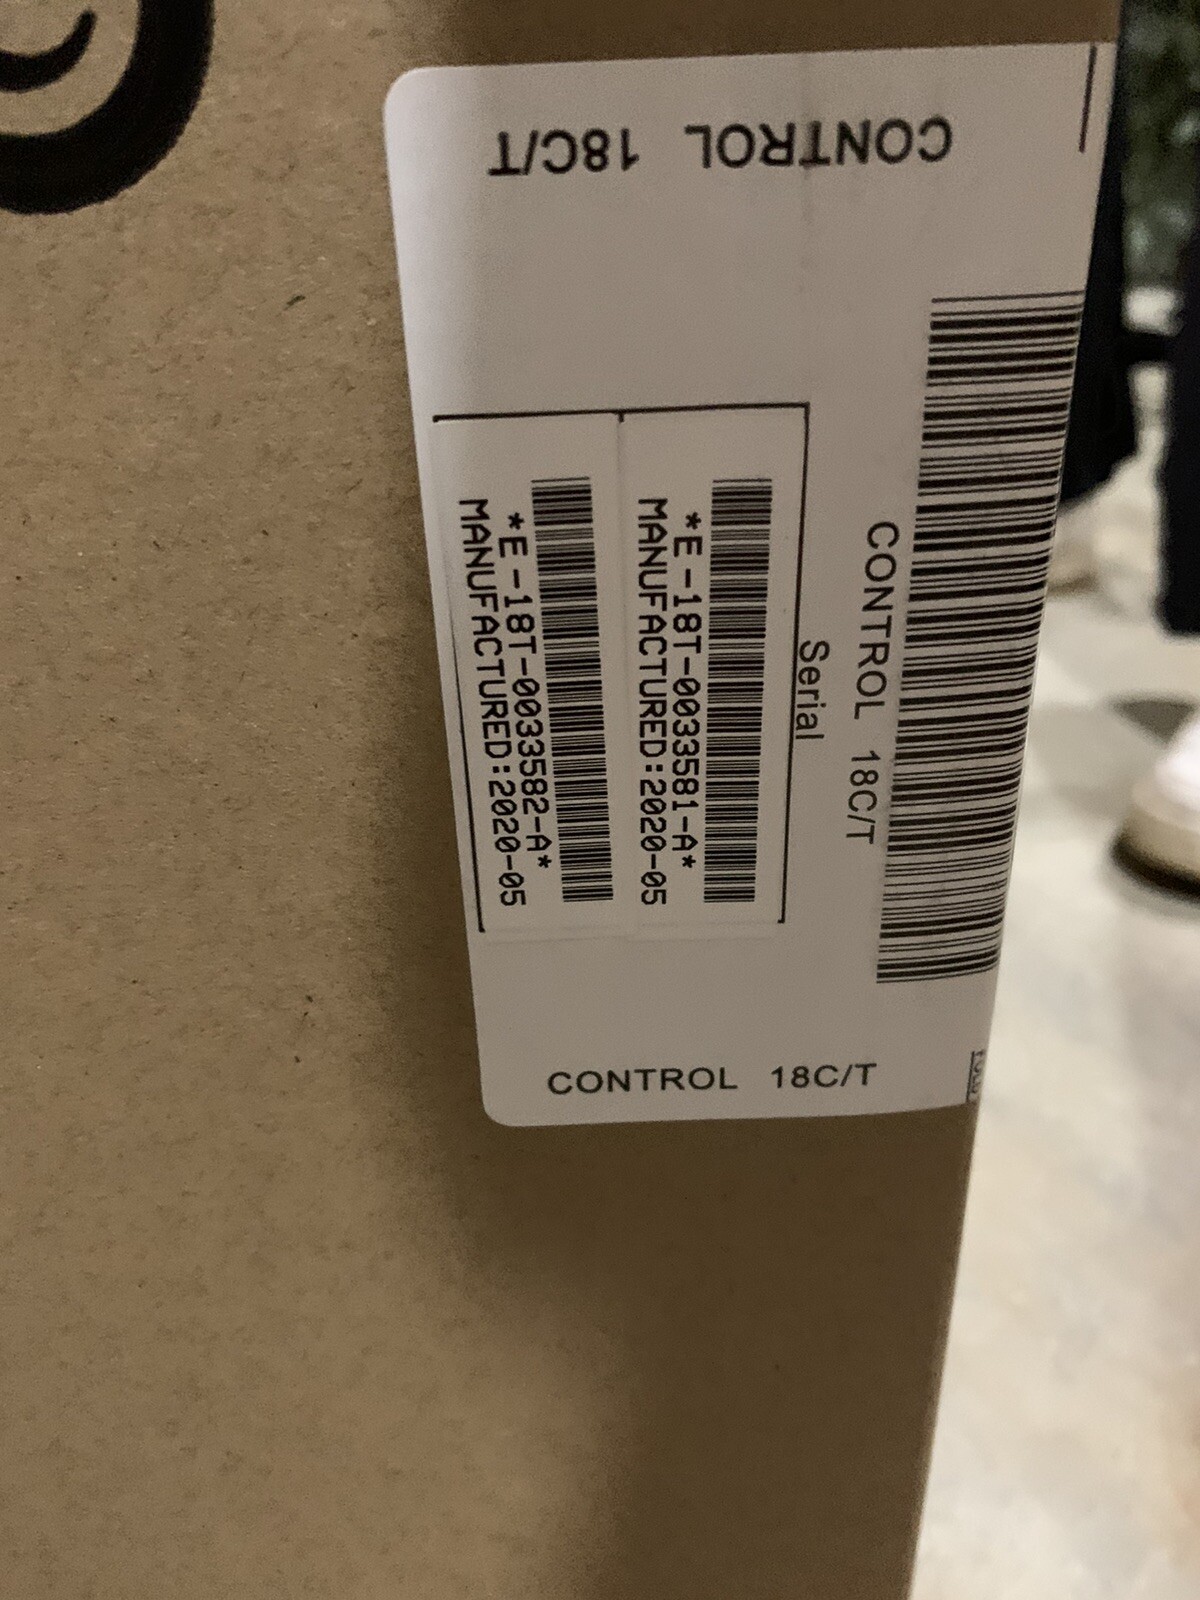 CONTROL 18C/T
CONTROL 18C/T
Serial
*E-18T-0033581-A*
MANUFACTURED:2020-05
*E-18T-0033582-A*
MANUFACTURED:2020-05
CONTROL 18C/T